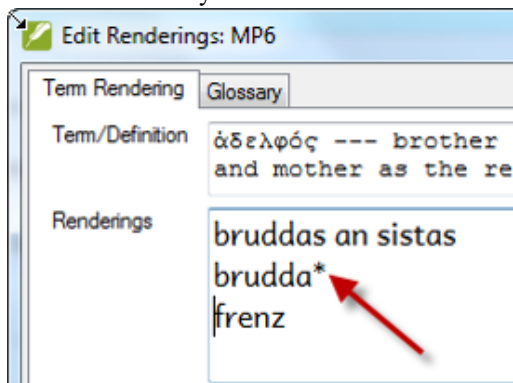 Edit Renderings: MP6
Term Rendering Glossary
Term/Definition
ἀδελφός --- brother
and mother as the re
Renderings
bruddas an sistas
brudda*
frenz